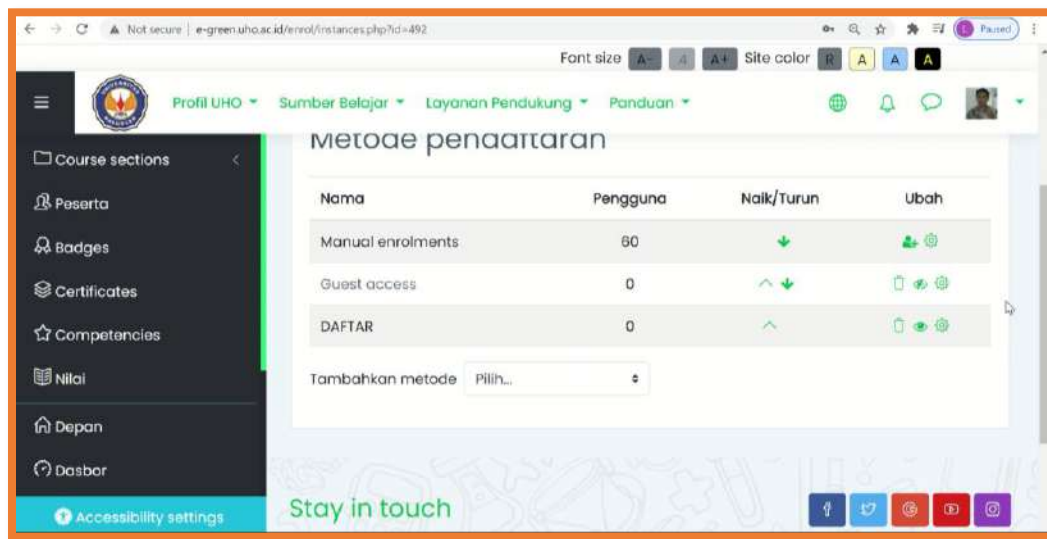 Not secure | e-green.uho.ac.id/enrol/instances.php?id=492 Paused
Font size A- A A+ Site color R A A A
Profil UHO Sumber Belajar Layanan Pendukung Panduan
Metode pendaftaran
Course sections
Peserta
Badges
Certificates
Competencies
Nilai
Depan
Dasbor
Accessibility settings
Nama Pengguna Naik/Turun Ubah
Manual enrolments 60
Guest access 0
DAFTAR 0
Tambahkan metode Pilih...
Stay in touch